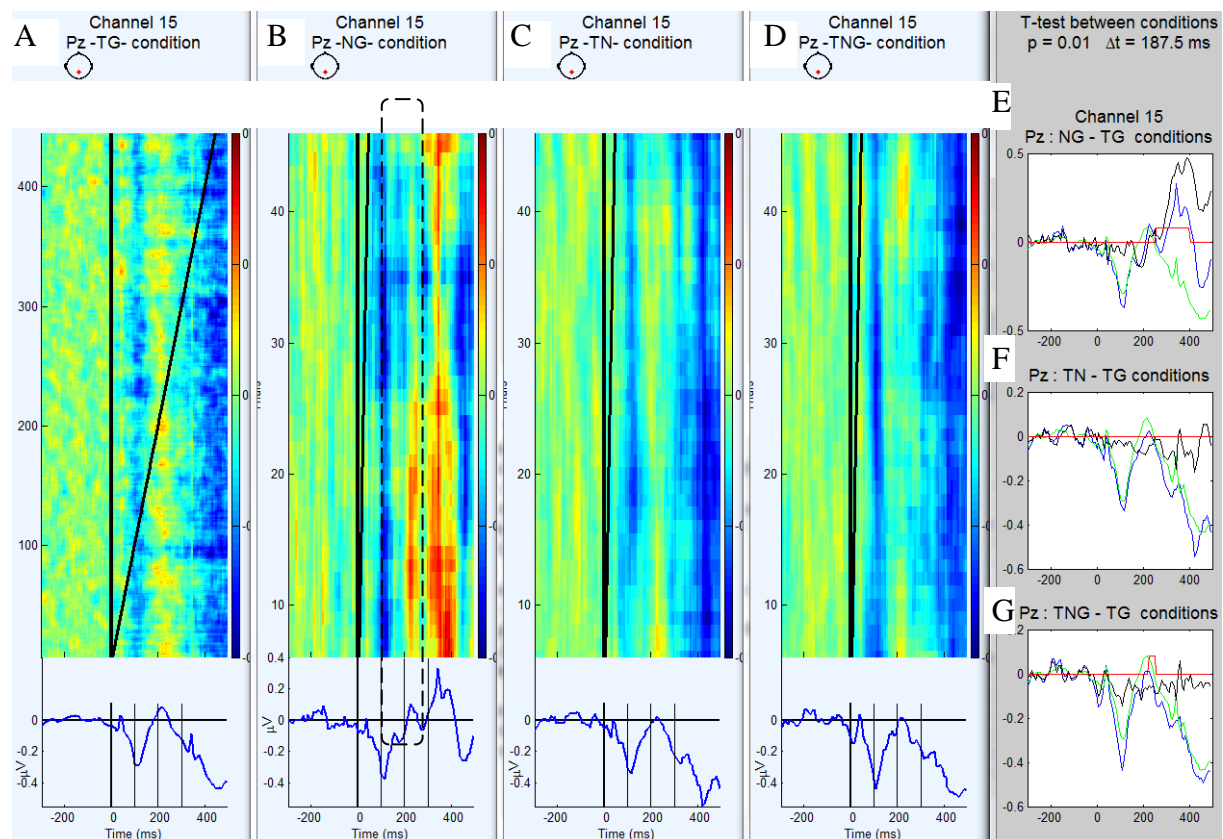 A
Channel 15
Pz -TG- condition
400
300
200
100
0
-0.2
-0.4
-200 0 200 400
Time (ms)
-µV
B
Channel 15
Pz -NG- condition
40
30
20
10
0.4
0.2
0
-0.2
-0.4
µV
-200 0 200 400
Time (ms)
0
-0
-0
C
Channel 15
Pz -TN- condition
40
30
20
10
0
-0.2
-0.4
-µV
-200 0 200 400
Time (ms)
0
-0
-0
D
Channel 15
Pz -TNG- condition
40
30
20
10
0
-0.2
-0.4
-µV
-200 0 200 400
Time (ms)
T-test between conditions
p = 0.01 Δt = 187.5 ms
E
Channel 15
Pz : NG - TG conditions
0.5
0
-0.5
-200 0 200 400
F
Pz : TN - TG conditions
0.2
0
-0.2
-0.4
-0.6
-200 0 200 400
G
Pz : TNG - TG conditions
0.2
0
-0.2
-0.4
-0.6
-200 0 200 400